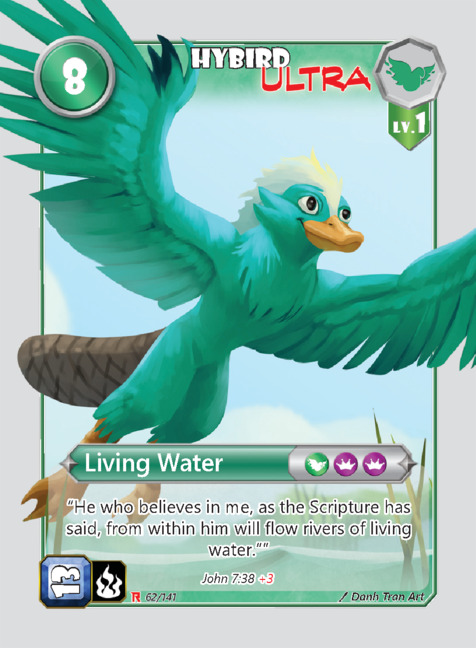 8
HYBIRD
ULTRA
LV.1
Living Water
“He who believes in me, as the Scripture has
said, from within him will flow rivers of living
water.””
John 7:38 +3
13
R 62/141
Danh Tran Art